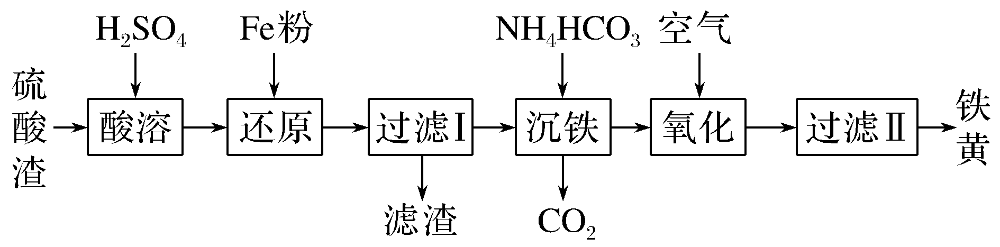 H₂SO₄
Fe粉
NH₄HCO₃
空气
硫酸渣
酸溶
还原
过滤Ⅰ
沉铁
氧化
过滤Ⅱ
铁黄
滤渣
CO₂